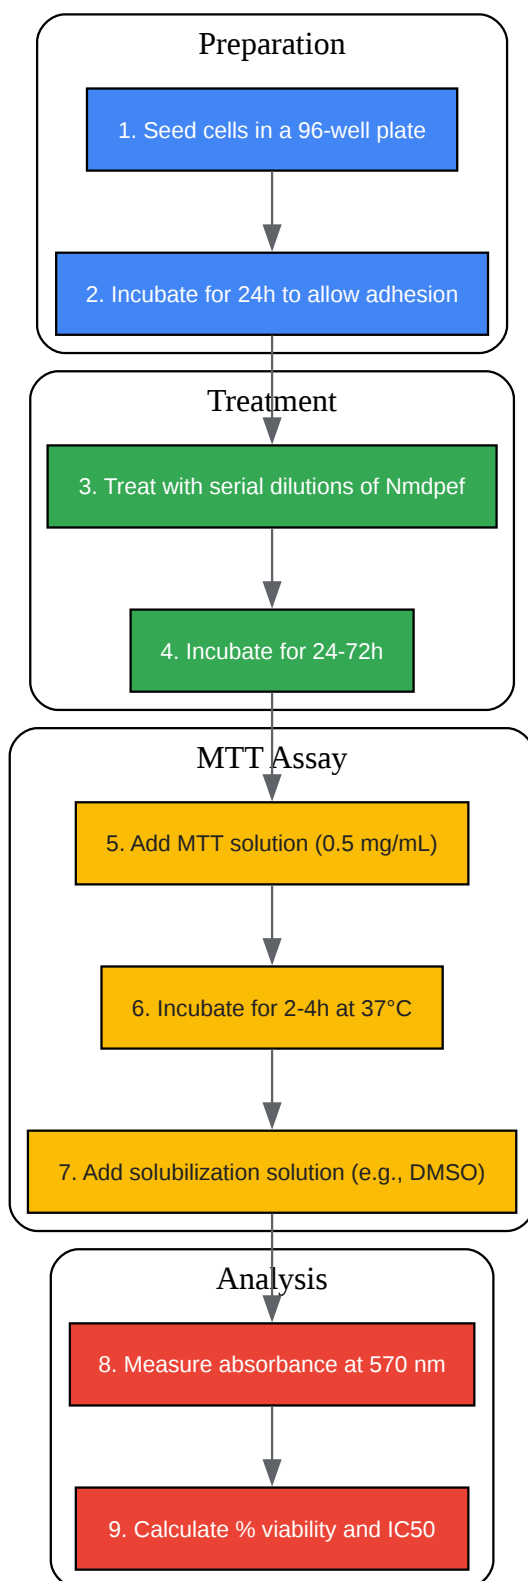 Preparation
1. Seed cells in a 96-well plate
2. Incubate for 24h to allow adhesion
Treatment
3. Treat with serial dilutions of Nmdpef
4. Incubate for 24-72h
MTT Assay
5. Add MTT solution (0.5 mg/mL)
6. Incubate for 2-4h at 37°C
7. Add solubilization solution (e.g., DMSO)
Analysis
8. Measure absorbance at 570 nm
9. Calculate % viability and IC50